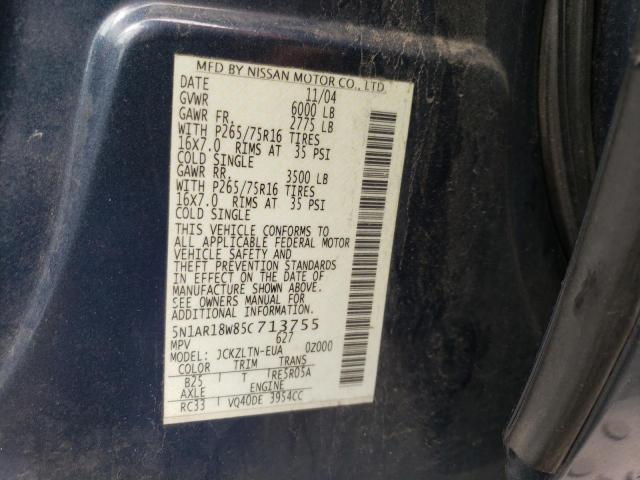 MFD BY NISSAN MOTOR CO., LTD.
DATE 11/04
GVWR 6000 LB
GAWR FR. 2775 LB
WITH P265/75R16 TIRES
16X7.0 RIMS AT 35 PSI
COLD SINGLE
GAWR RR. 3500 LB
WITH P265/75R16 TIRES
16X7.0 RIMS AT 35 PSI
COLD SINGLE
THIS VEHICLE CONFORMS TO
ALL APPLICABLE FEDERAL MOTOR
VEHICLE SAFETY AND
THEFT PREVENTION STANDARDS
IN EFFECT ON THE DATE OF
MANUFACTURE SHOWN ABOVE.
SEE OWNERS MANUAL FOR
ADDITIONAL INFORMATION.
5N1AR18W85C713755
MPV 627
MODEL: JCKZLTN-EUA 0Z000
COLOR TRIM TRANS
B25 T RE5R05A
AXLE ENGINE
RC33 VQ40DE 3954CC